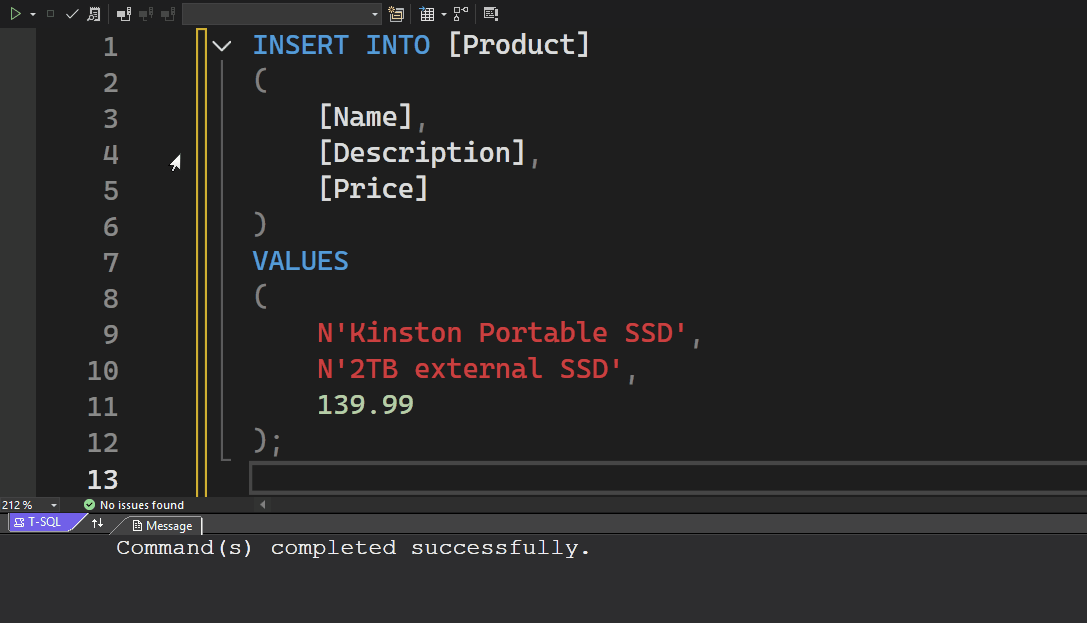 1 INSERT INTO [Product]
2 (
3 [Name],
4 [Description],
5 [Price]
6 )
7 VALUES
8 (
9 N'Kinston Portable SSD',
10 N'2TB external SSD',
11 139.99
12 );
13
212 % No issues found
T-SQL Message
Command(s) completed successfully.